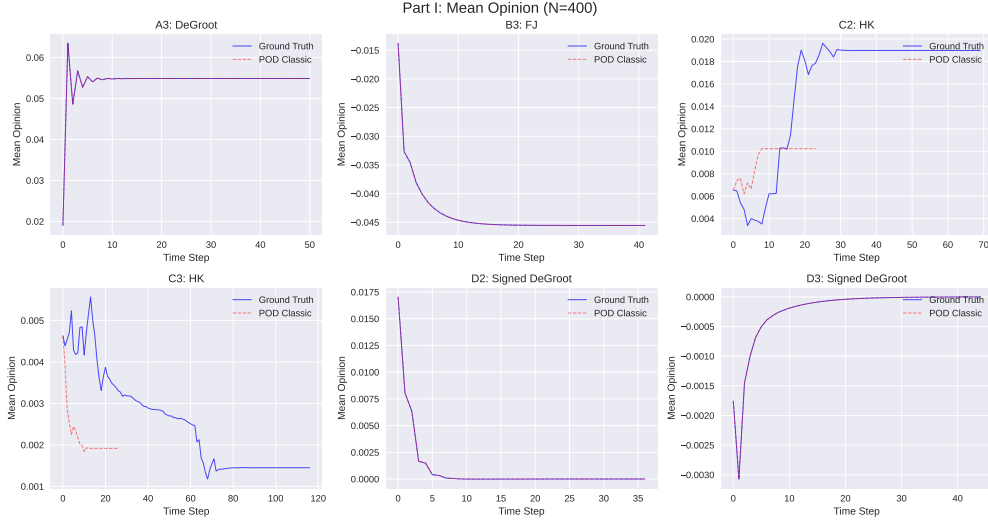 Part I: Mean Opinion (N=400)
A3: DeGroot
Mean Opinion
0.06
0.05
0.04
0.03
0.02
Ground Truth
POD Classic
0
10
20
30
40
50
Time Step
B3: FJ
Mean Opinion
−0.015
−0.020
−0.025
−0.030
−0.035
−0.040
−0.045
Ground Truth
POD Classic
0
10
20
30
40
Time Step
C2: HK
Mean Opinion
0.020
0.018
0.016
0.014
0.012
0.010
0.008
0.006
0.004
Ground Truth
POD Classic
0
10
20
30
40
50
60
70
Time Step
C3: HK
Mean Opinion
0.005
0.004
0.003
0.002
0.001
Ground Truth
POD Classic
0
20
40
60
80
100
120
Time Step
D2: Signed DeGroot
Mean Opinion
0.0175
0.0150
0.0125
0.0100
0.0075
0.0050
0.0025
0.0000
Ground Truth
POD Classic
0
5
10
15
20
25
30
35
Time Step
D3: Signed DeGroot
Mean Opinion
0.0000
−0.0005
−0.0010
−0.0015
−0.0020
−0.0025
−0.0030
Ground Truth
POD Classic
0
10
20
30
40
Time Step